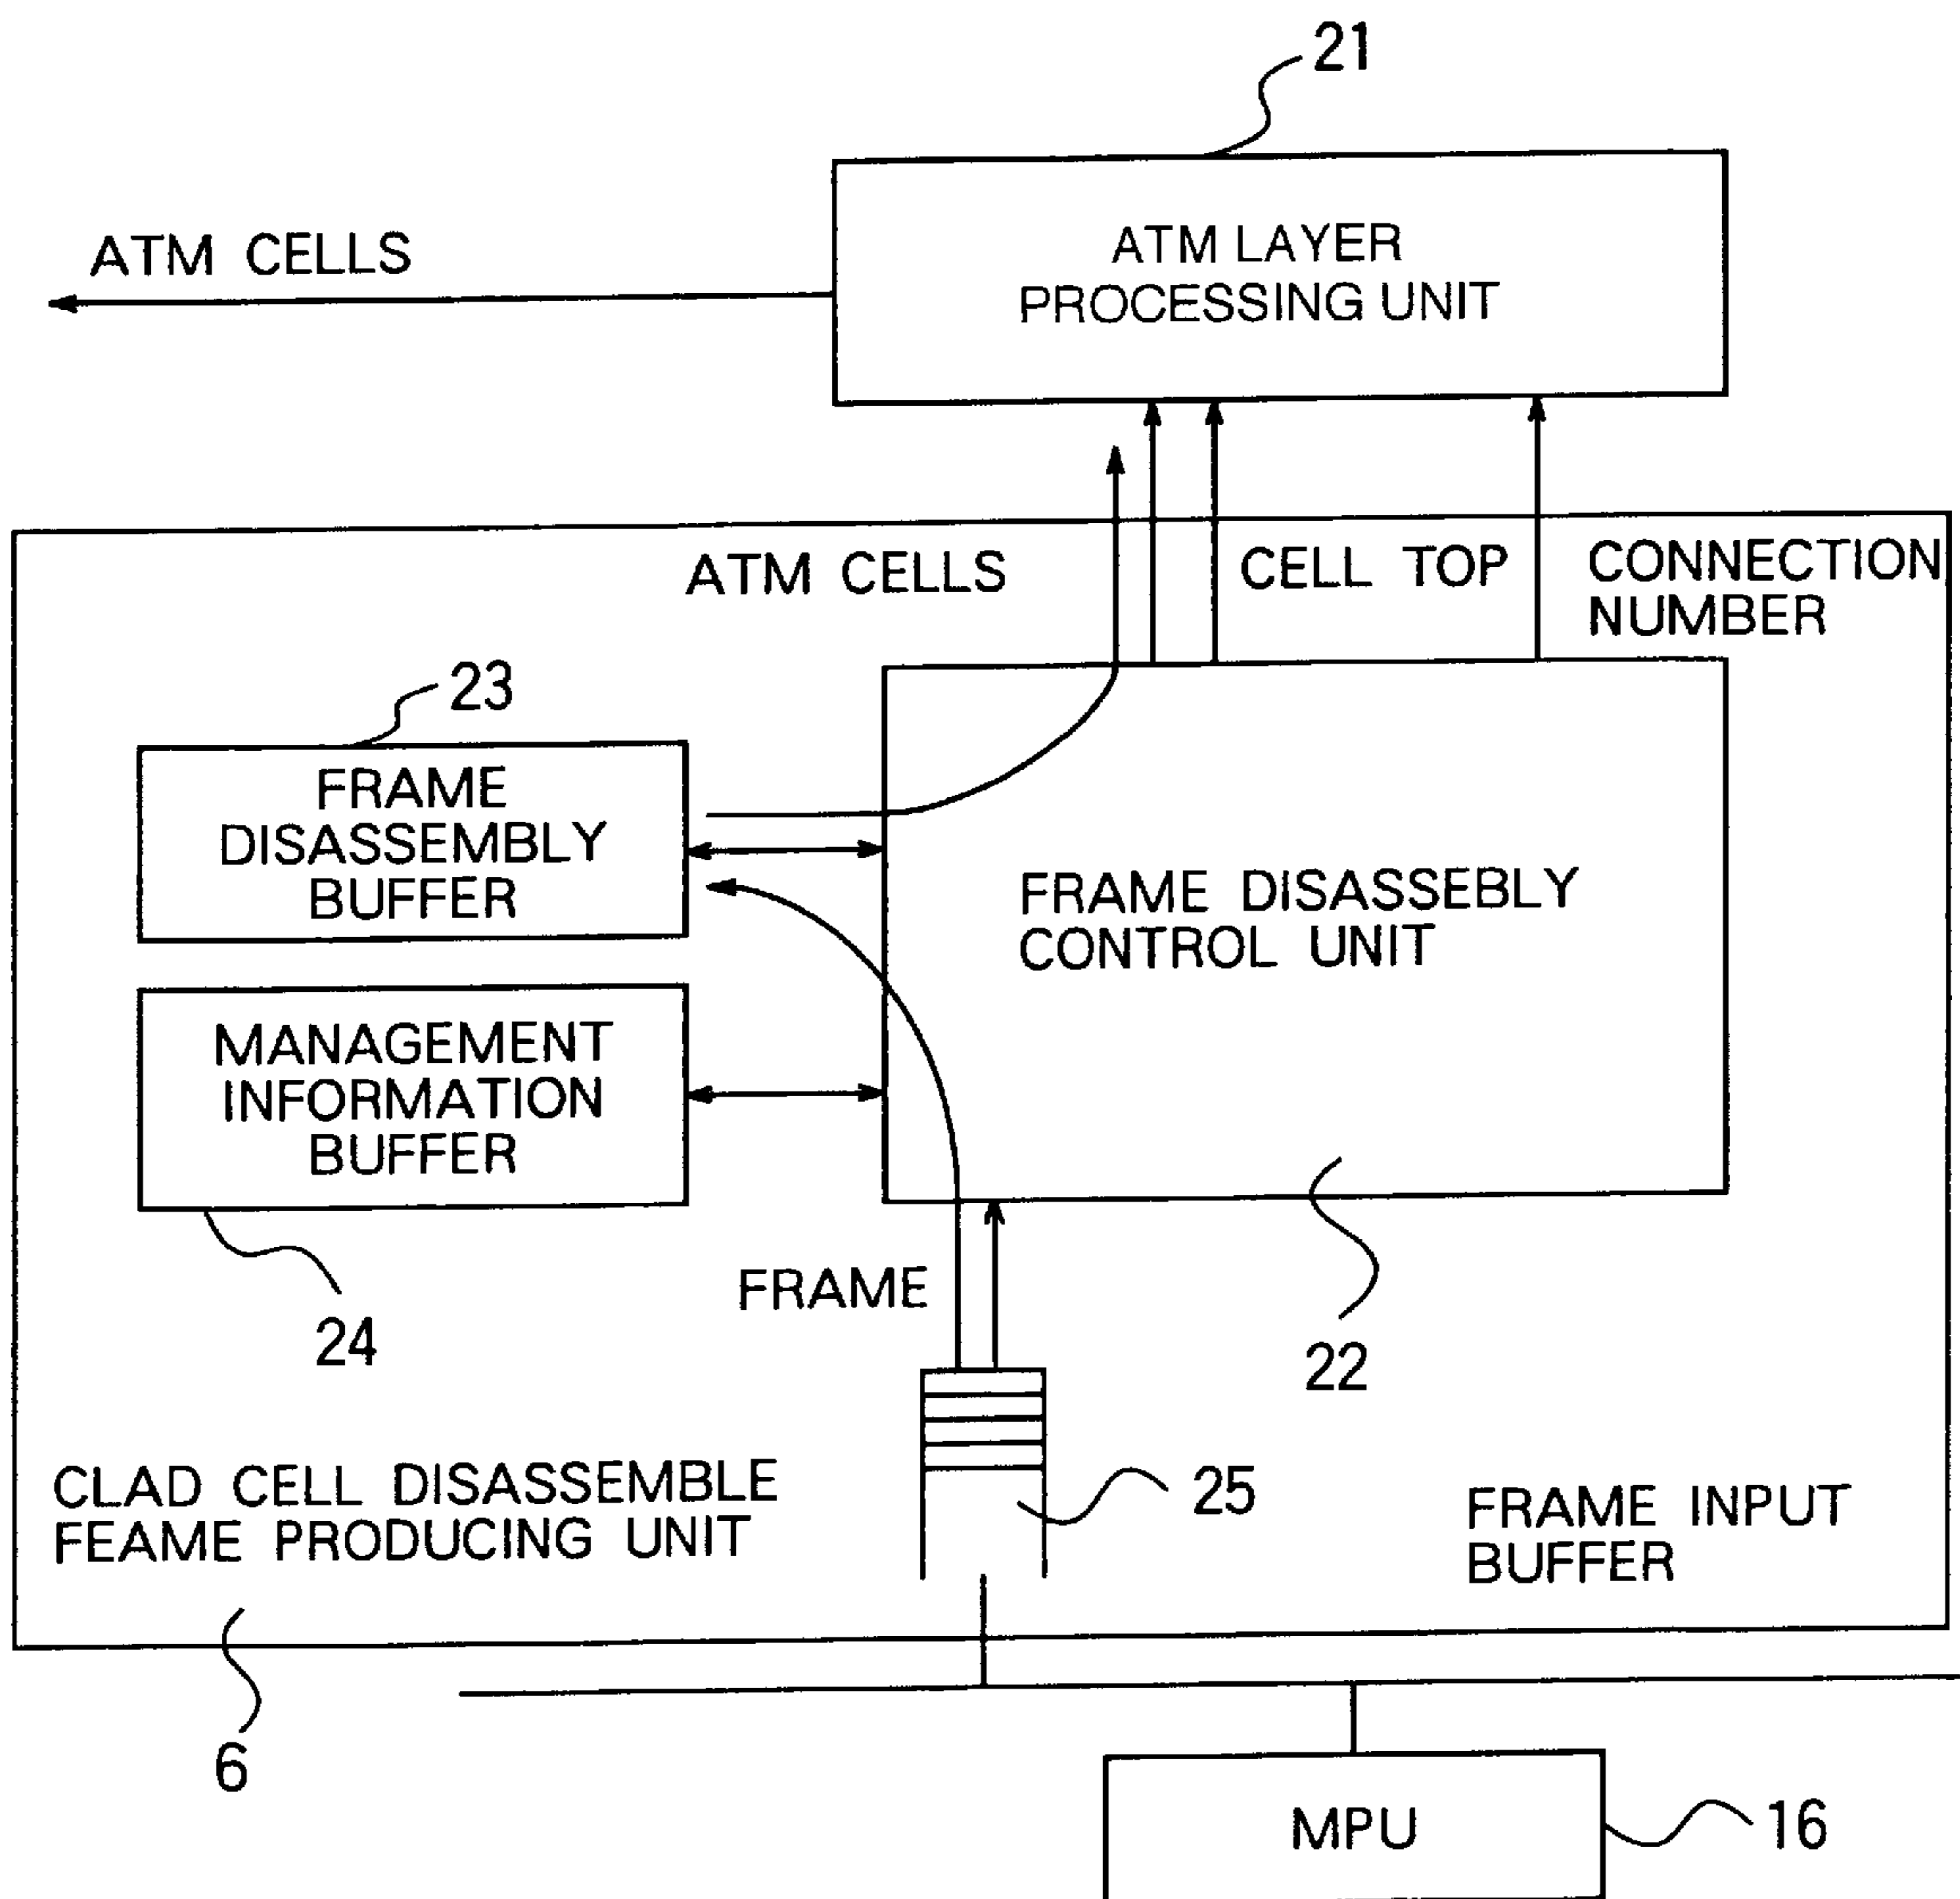 21
ATM CELLS
ATM LAYER
PROCESSING UNIT
ATM CELLS
CELL TOP
CONNECTION
NUMBER
23
FRAME
DISASSEMBLY
BUFFER
FRAME DISASSEBLY
CONTROL UNIT
MANAGEMENT
INFORMATION
BUFFER
FRAME
24
22
CLAD CELL DISASSEMBLE
FEAME PRODUCING UNIT
25
FRAME INPUT
BUFFER
6
MPU
16